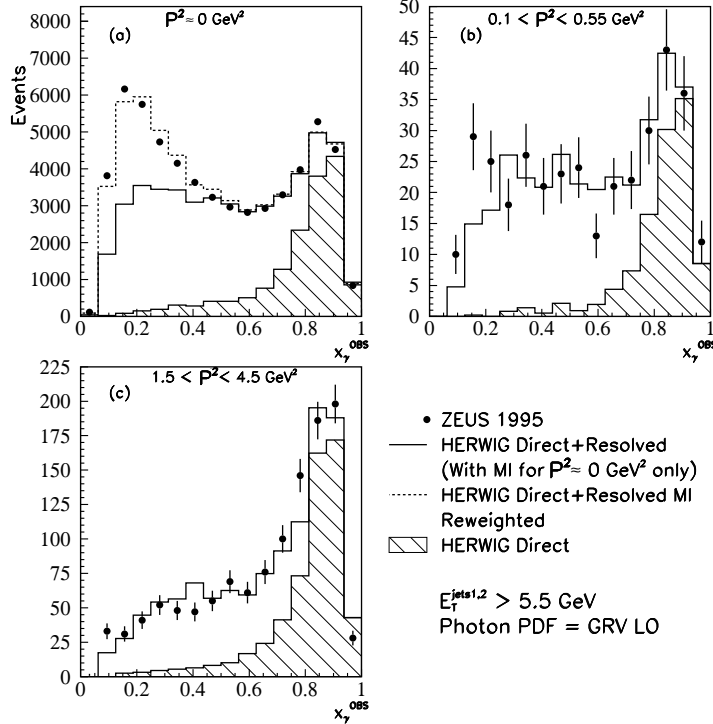 (a)
P² ≈ 0 GeV²
Events
8000
7000
6000
5000
4000
3000
2000
1000
0
0 0.2 0.4 0.6 0.8 1
xγ^OBS
(b)
0.1 < P² < 0.55 GeV²
50
45
40
35
30
25
20
15
10
5
0
0 0.2 0.4 0.6 0.8 1
xγ^OBS
(c)
1.5 < P² < 4.5 GeV²
225
200
175
150
125
100
75
50
25
0
0 0.2 0.4 0.6 0.8 1
xγ^OBS
ZEUS 1995
HERWIG Direct+Resolved
(With MI for P² ≈ 0 GeV² only)
HERWIG Direct+Resolved MI
Reweighted
HERWIG Direct
E_T^jets1,2 > 5.5 GeV
Photon PDF = GRV LO